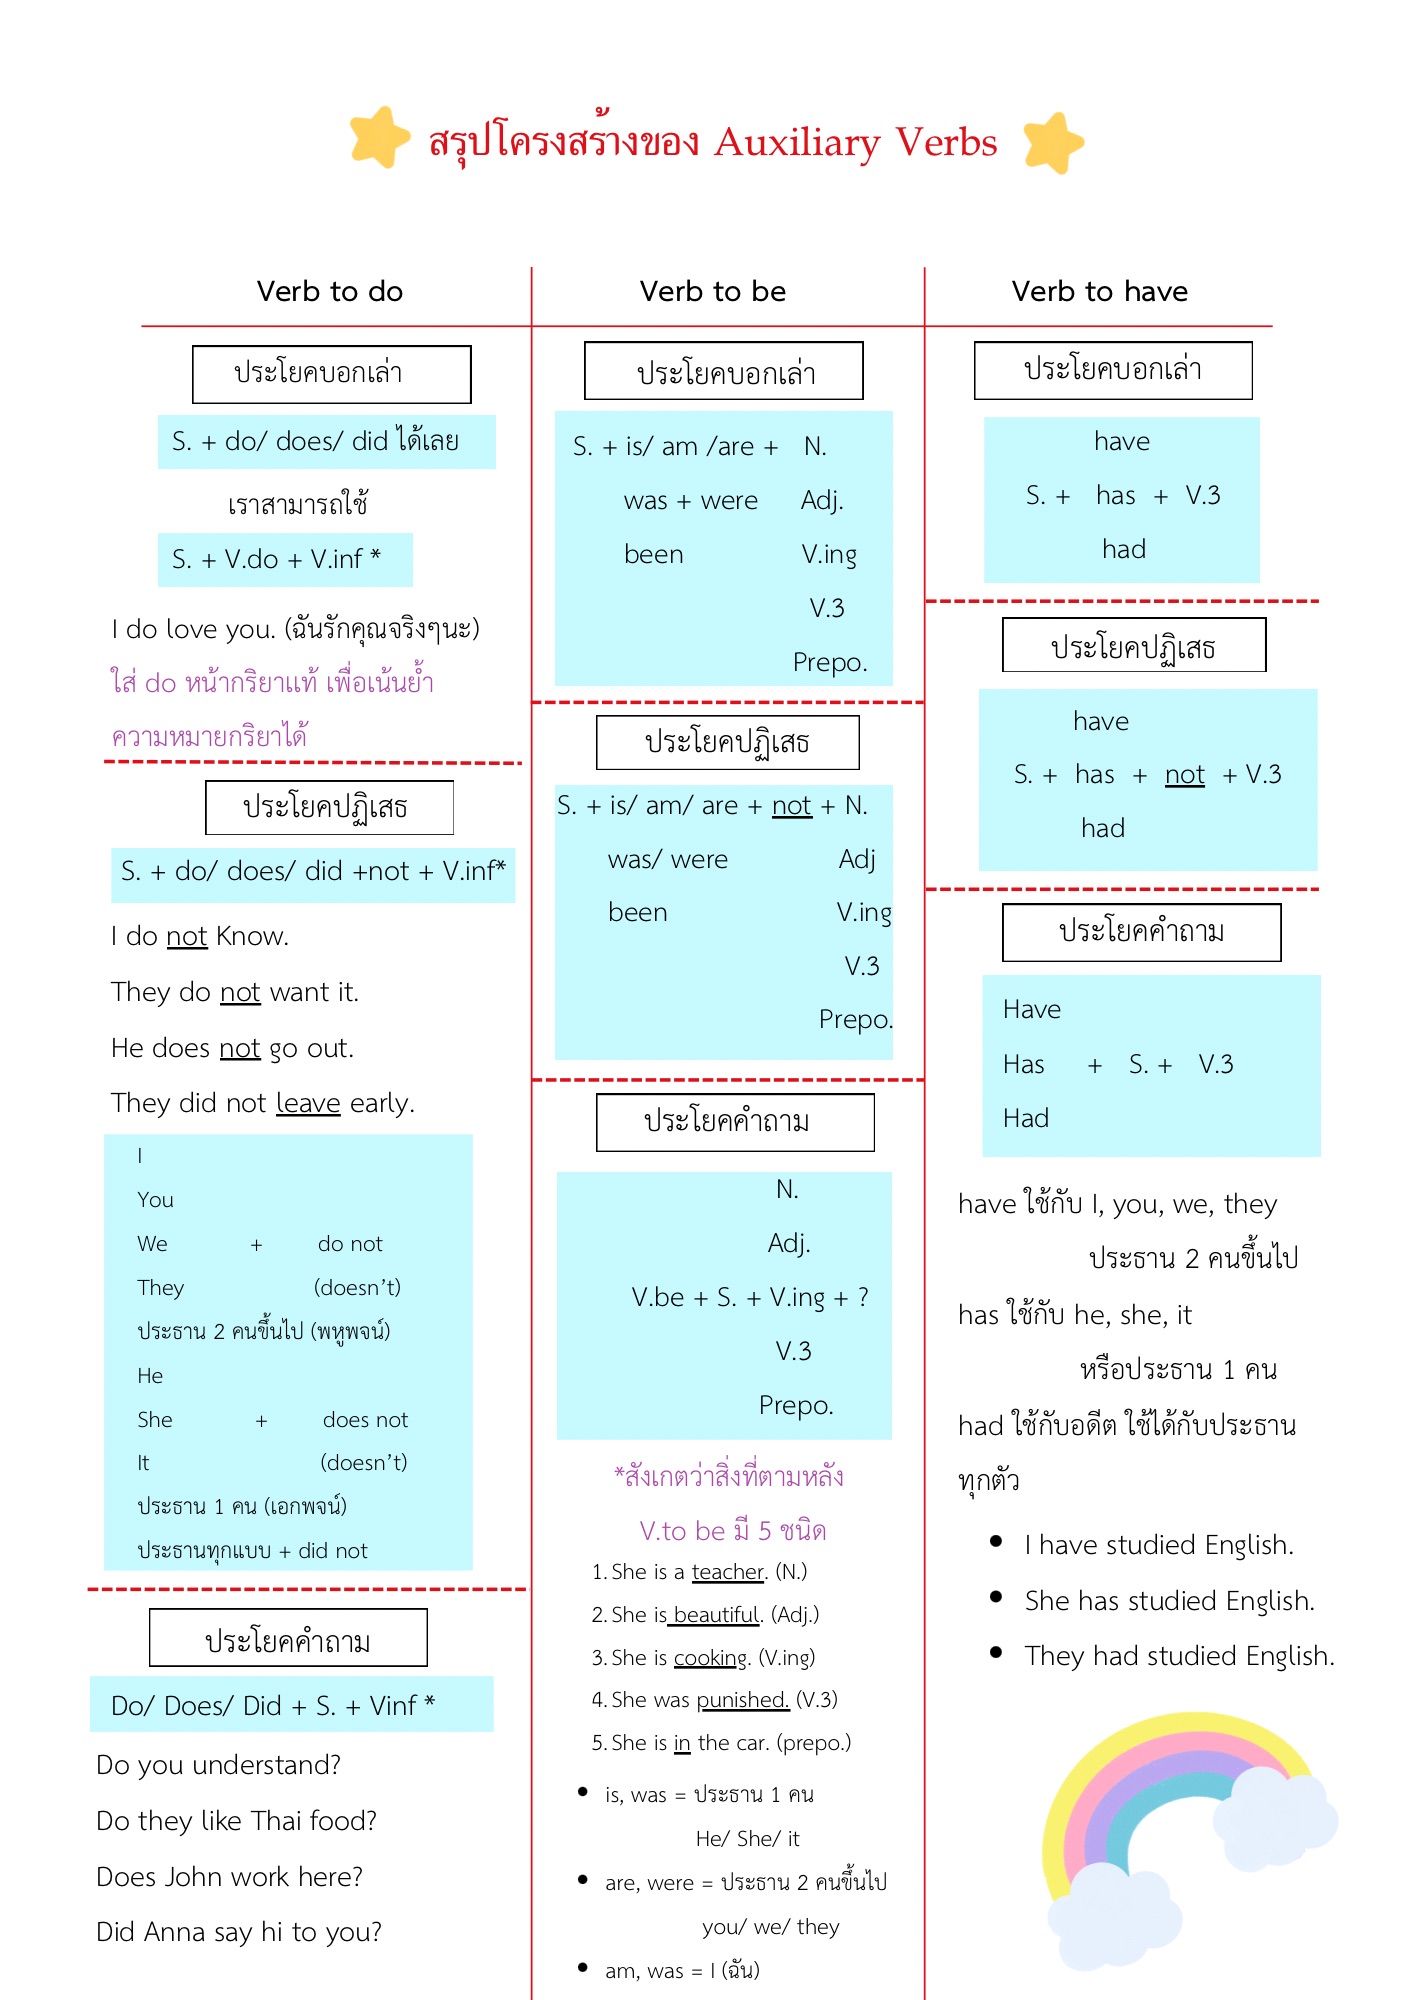 สรุปโครงสร้างของ Auxiliary Verbs
Verb to do
ประโยคบอกเล่า
S. + do/ does/ did ได้เลย
เราสามารถใช้
S. + V.do + V.inf *
I do love you. (ฉันรักคุณจริงๆนะ)
ใส่ do หน้ากริยาแท้ เพื่อเน้นย้ำ
ความหมายกริยาได้
ประโยคปฏิเสธ
S. + do/ does/ did +not + V.inf*
I do not Know.
They do not want it.
He does not go out.
They did not leave early.
I
You
We + do not
They (doesn't)
ประธาน 2 คนขึ้นไป (พหูพจน์)
He
She + does not
It (doesn't)
ประธาน 1 คน (เอกพจน์)
ประธานทุกแบบ + did not
ประโยคคำถาม
Do/ Does/ Did + S. + Vinf *
Do you understand?
Do they like Thai food?
Does John work here?
Did Anna say hi to you?
Verb to be
ประโยคบอกเล่า
S. + is/ am /are + N.
was + were Adj.
been V.ing
V.3
Prepo.
ประโยคปฏิเสธ
S. + is/ am/ are + not + N.
was/ were Adj
been V.ing
V.3
Prepo.
ประโยคคำถาม
N.
Adj.
V.be + S. + V.ing + ?
V.3
Prepo.
*สังเกตว่าสิ่งที่ตามหลัง
V.to be มี 5 ชนิด
1. She is a teacher. (N.)
2. She is beautiful. (Adj.)
3. She is cooking. (V.ing)
4. She was punished. (V.3)
5. She is in the car. (prepo.)
• is, was = ประธาน 1 คน
He/ She/ it
• are, were = ประธาน 2 คนขึ้นไป
you/ we/ they
• am, was = I (ฉัน)
Verb to have
ประโยคบอกเล่า
have
S. + has + V.3
had
ประโยคปฏิเสธ
have
S. + has + not + V.3
had
ประโยคคำถาม
Have
Has + S. + V.3
Had
have ใช้กับ I, you, we, they
ประธาน 2 คนขึ้นไป
has ใช้กับ he, she, it
หรือประธาน 1 คน
had ใช้กับอดีต ใช้ได้กับประธาน
ทุกตัว
• I have studied English.
• She has studied English.
• They had studied English.